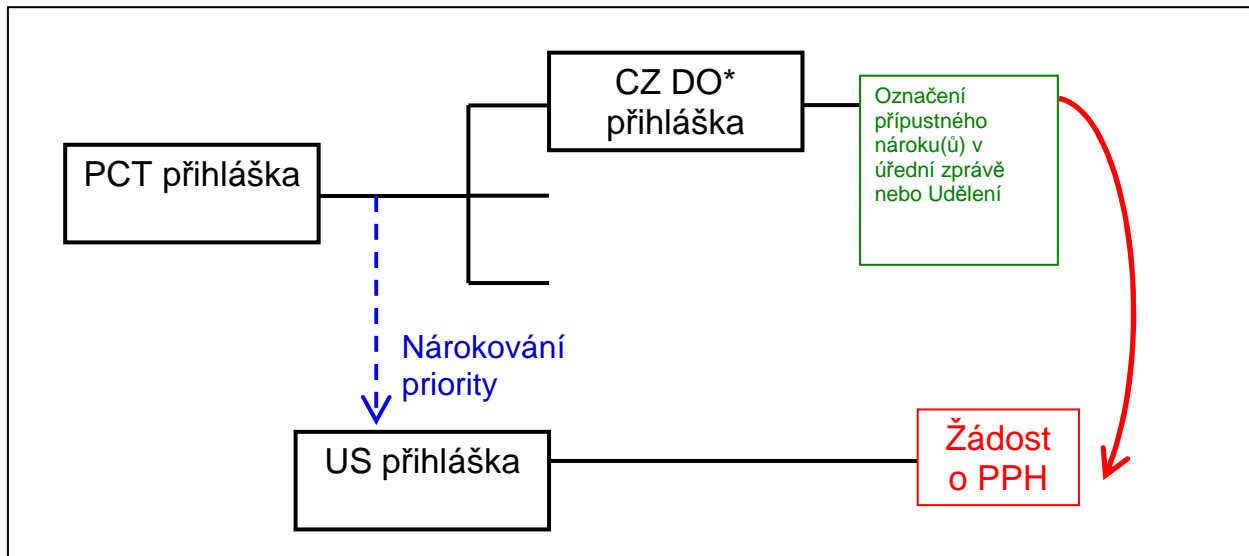 CZ DO*
přihláška
Označení
přípustného
nároku(ů) v
úřední zprávě
nebo Udělení
PCT přihláška
Nárokování
priority
US přihláška
Žádost
o PPH